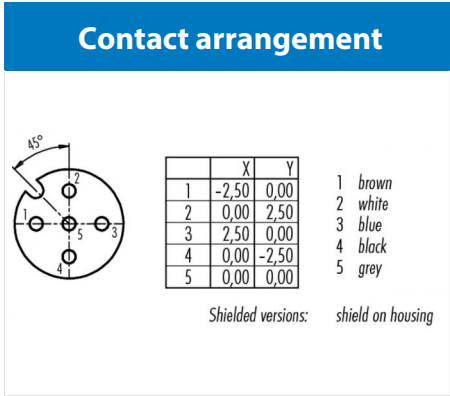 Contact arrangement
45°
2
1
5
3
4
X Y
1 -2,50 0,00
2 0,00 2,50
3 2,50 0,00
4 0,00 -2,50
5 0,00 0,00
1 brown
2 white
3 blue
4 black
5 grey
Shielded versions: shield on housing